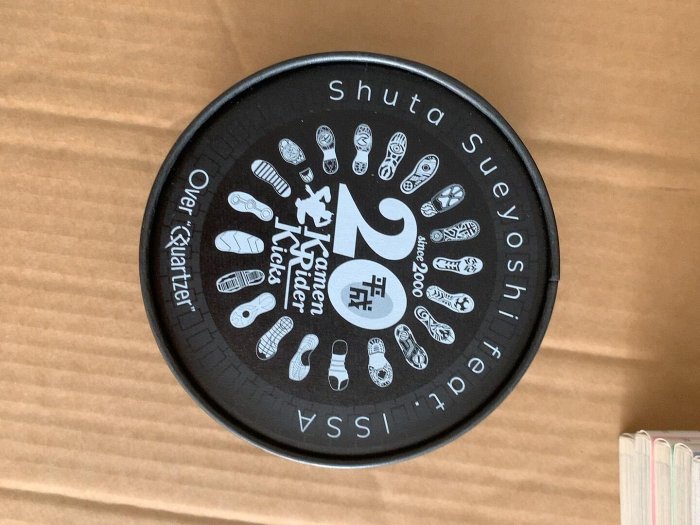 Shuta Sueyoshi feat. ISSA
since 2000
20
平成
Kamen
Rider
Kicks
Over "Quartzer"